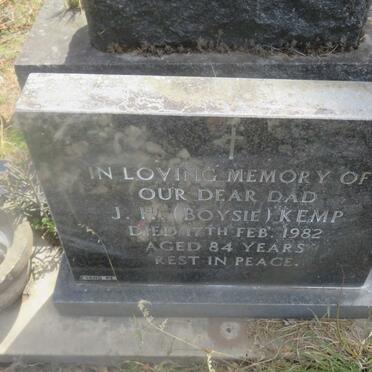 IN LOVING MEMORY OF
OUR DEAR DAD
J. H. (BOYSIE) KEMP
DIED 17TH FEB. 1982
AGED 84 YEARS
REST IN PEACE.